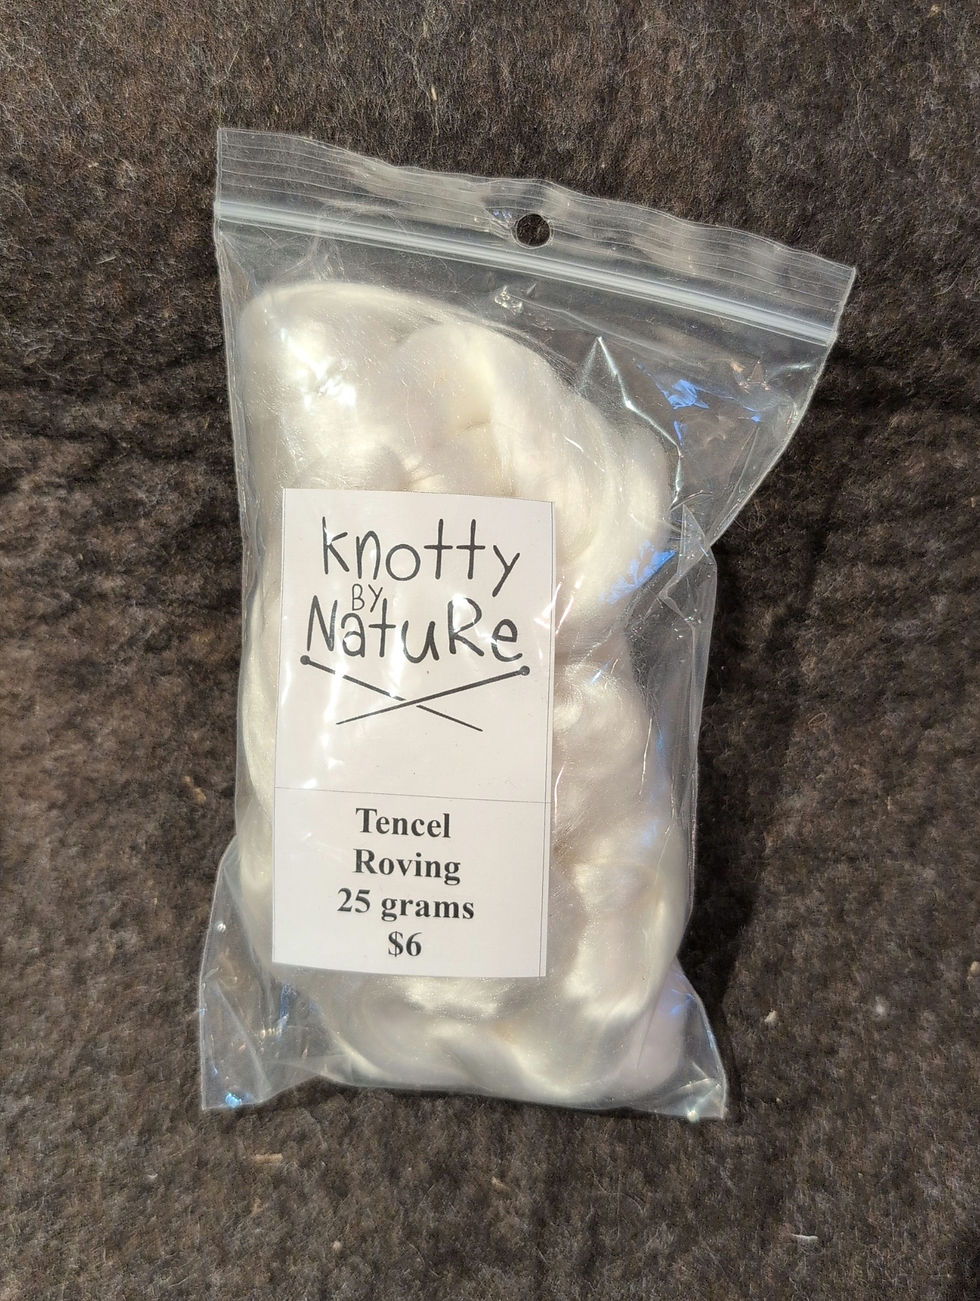 knotty
BY
NatuRe
Tencel
Roving
25 grams
$6